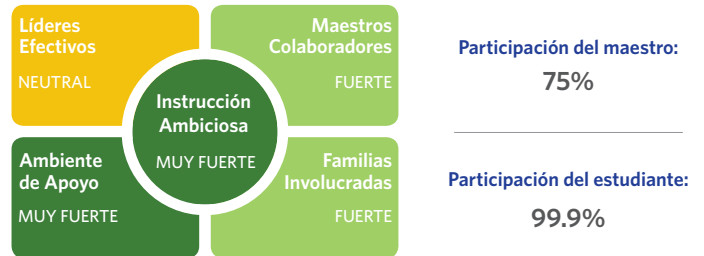 Líderes
Efectivos
NEUTRAL
Maestros
Colaboradores
FUERTE
Instrucción
Ambiciosa
MUY FUERTE
Ambiente
de Apoyo
MUY FUERTE
Familias
Involucradas
FUERTE
Participación del maestro:
75%
Participación del estudiante:
99.9%